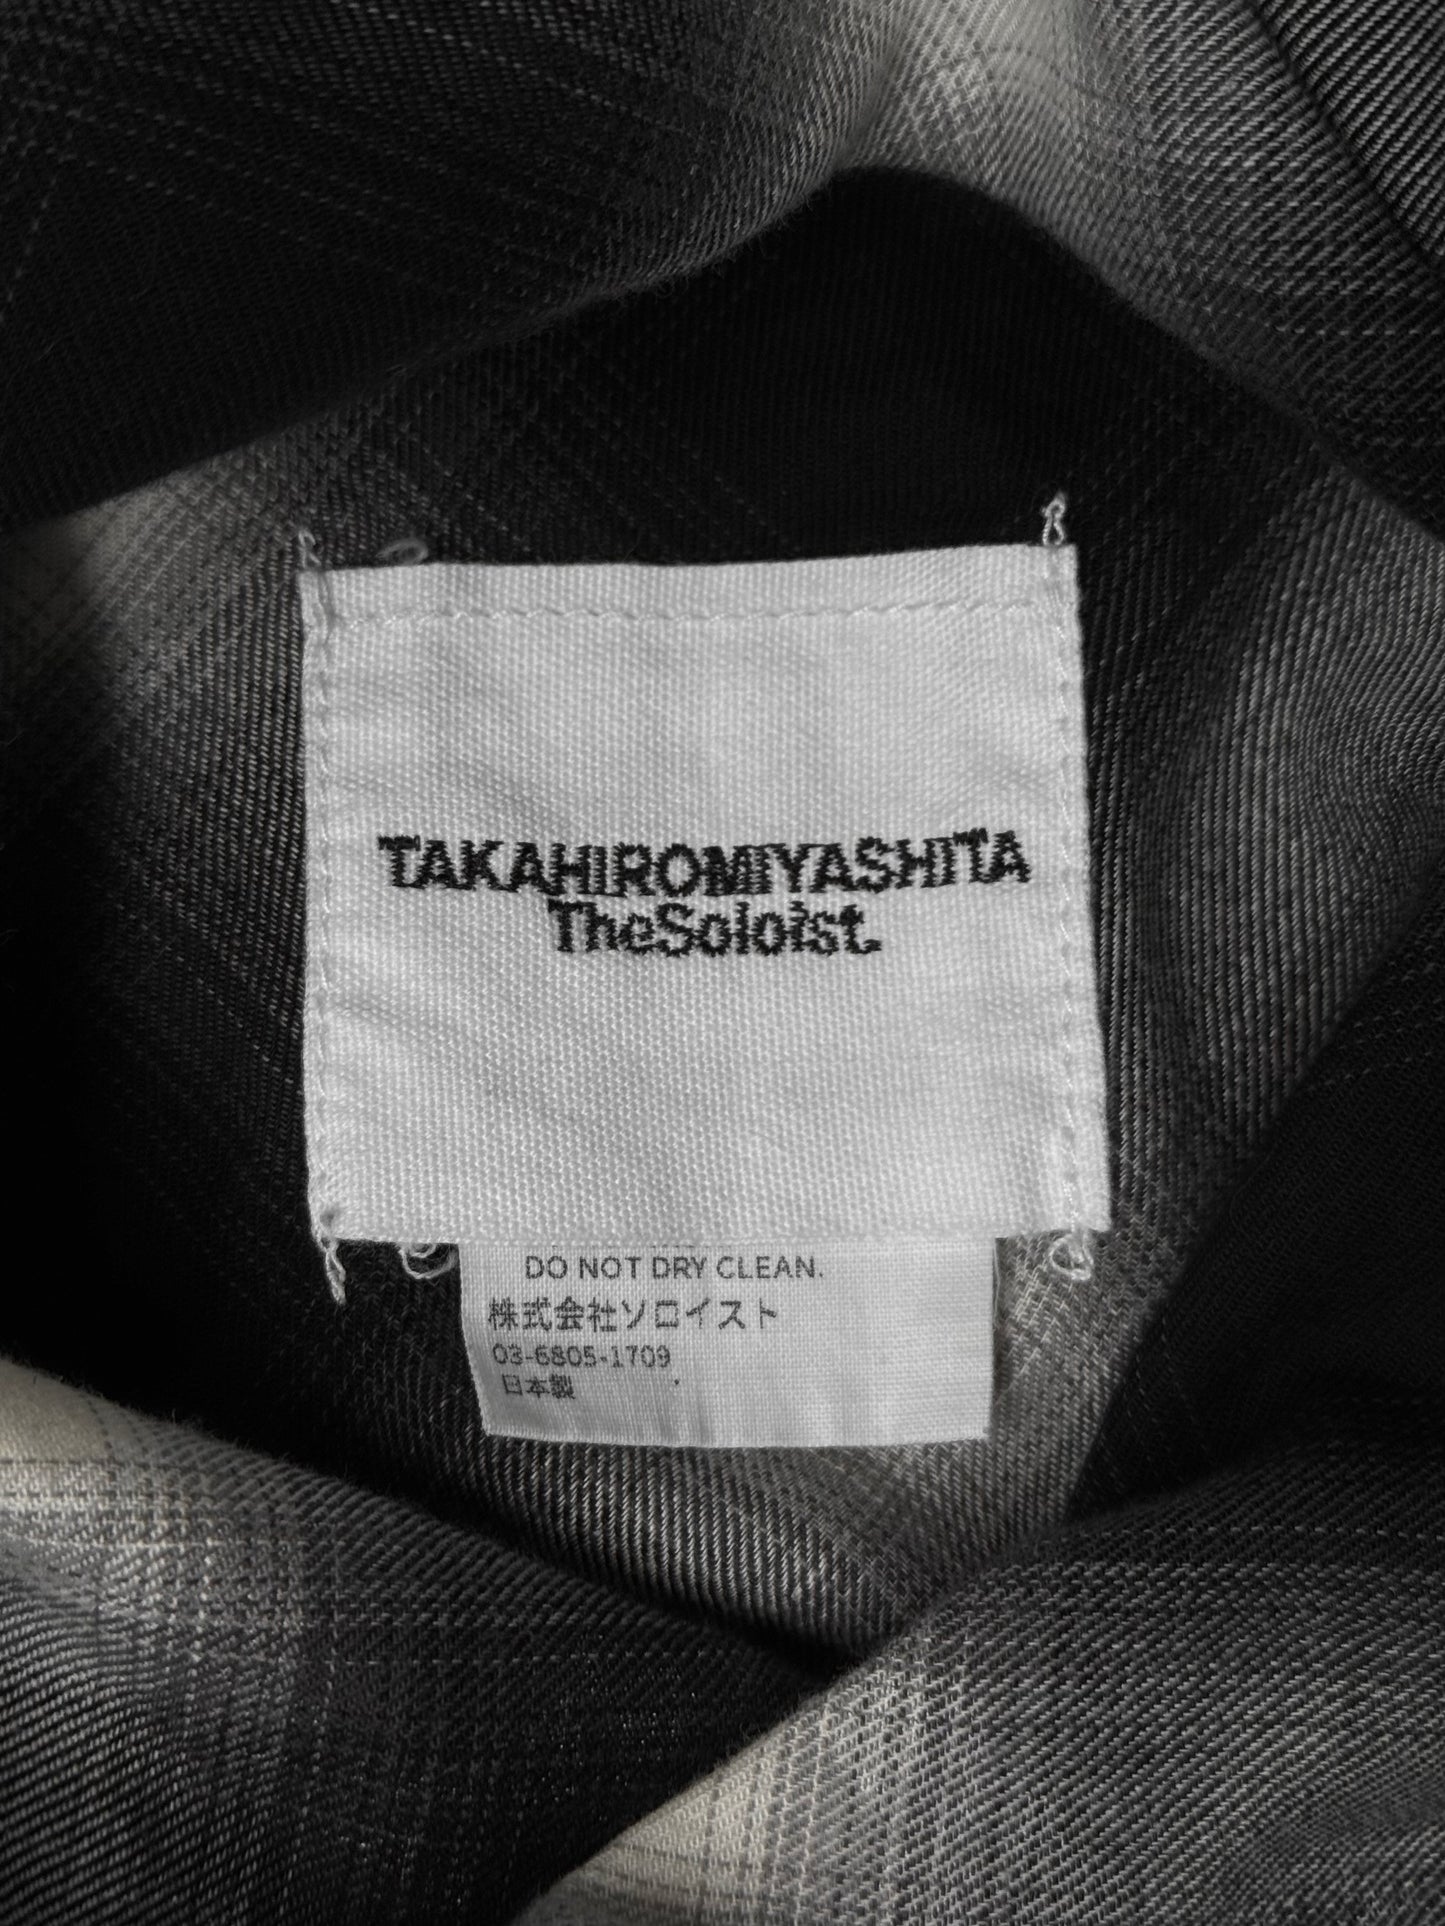 TAKAHIROMIYASHITA
TheSoloist.
DO NOT DRY CLEAN.
株式会社ソロイスト
03-6805-1709
日本製